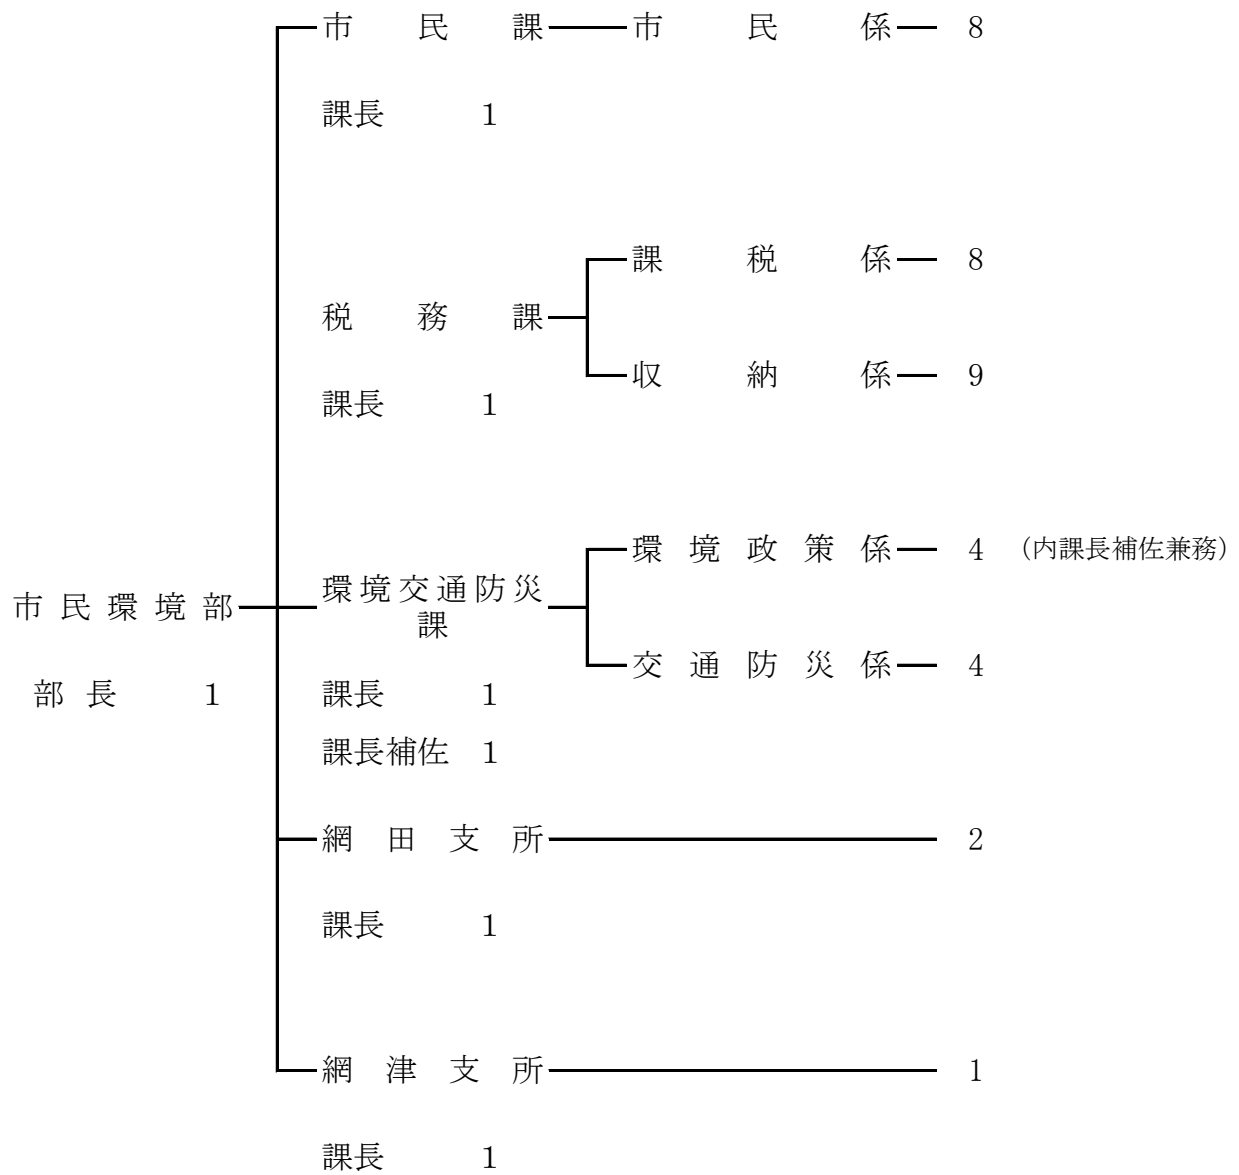 市民課 市民係 8
課長 1
課税係 8
税務課
収納係 9
課長 1
環境政策係 4 (内課長補佐兼務)
環境交通防災
市民環境部
課
交通防災係 4
部長 1 課長 1
課長補佐 1
網田支所 2
課長 1
網津支所 1
課長 1